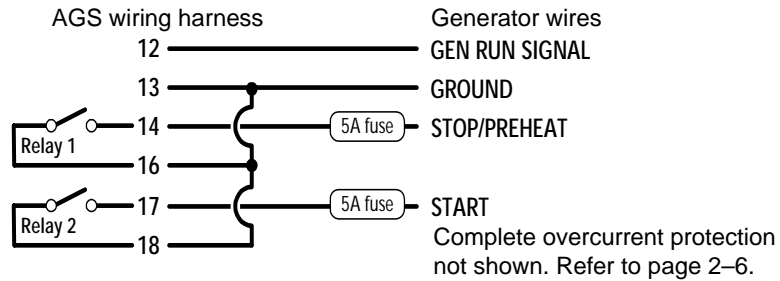 AGS wiring harness Generator wires
12 GEN RUN SIGNAL
13 GROUND
14 5A fuse STOP/PREHEAT
Relay 1
16
17 5A fuse START
Relay 2
18
Complete overcurrent protection
not shown. Refer to page 2–6.